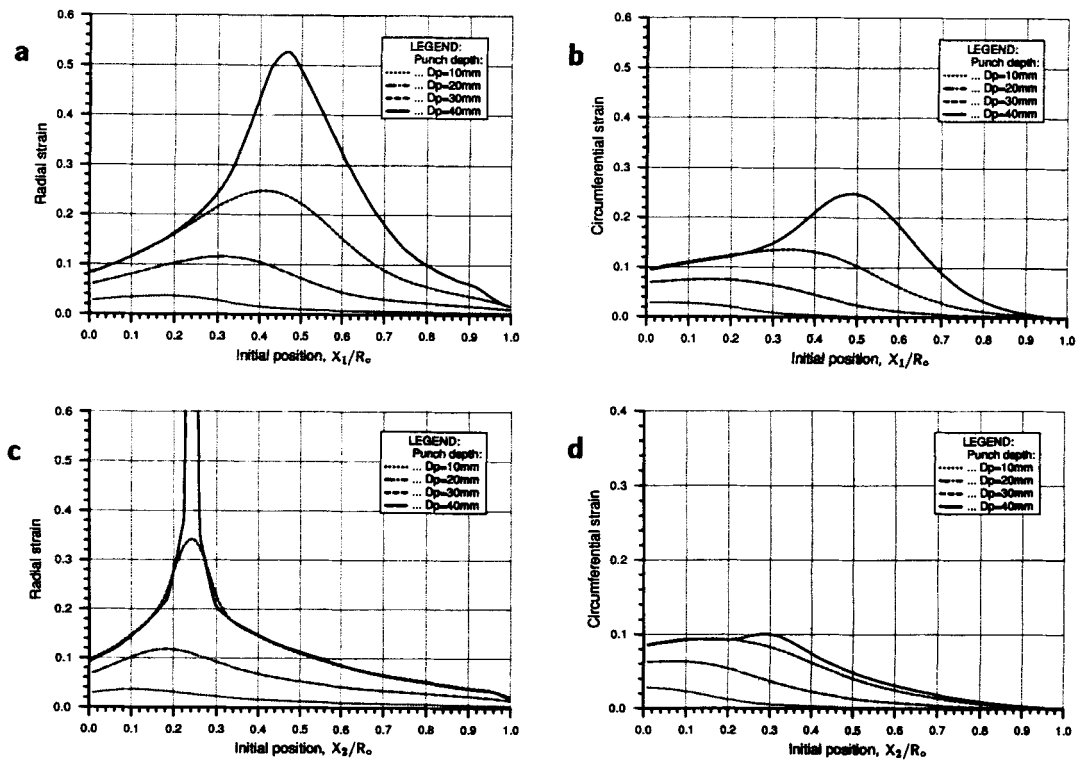 a
0.6
0.5
0.4
0.3
0.2
0.1
0.0
Radial strain
LEGEND:
Punch depth:
... Dp=10mm
... Dp=20mm
... Dp=30mm
... Dp=40mm
0.0 0.1 0.2 0.3 0.4 0.5 0.6 0.7 0.8 0.9 1.0
Initial position, X₁/R₀
b
0.6
0.5
0.4
0.3
0.2
0.1
0.0
Circumferential strain
LEGEND:
Punch depth:
... Dp=10mm
... Dp=20mm
... Dp=30mm
... Dp=40mm
0.0 0.1 0.2 0.3 0.4 0.5 0.6 0.7 0.8 0.9 1.0
Initial position, X₁/R₀
c
0.6
0.5
0.4
0.3
0.2
0.1
0.0
Radial strain
LEGEND:
Punch depth:
... Dp=10mm
... Dp=20mm
... Dp=30mm
... Dp=40mm
0.0 0.1 0.2 0.3 0.4 0.5 0.6 0.7 0.8 0.9 1.0
Initial position, X₂/R₀
d
0.4
0.3
0.2
0.1
0.0
Circumferential strain
LEGEND:
Punch depth:
... Dp=10mm
... Dp=20mm
... Dp=30mm
... Dp=40mm
0.0 0.1 0.2 0.3 0.4 0.5 0.6 0.7 0.8 0.9 1.0
Initial position, X₂/R₀